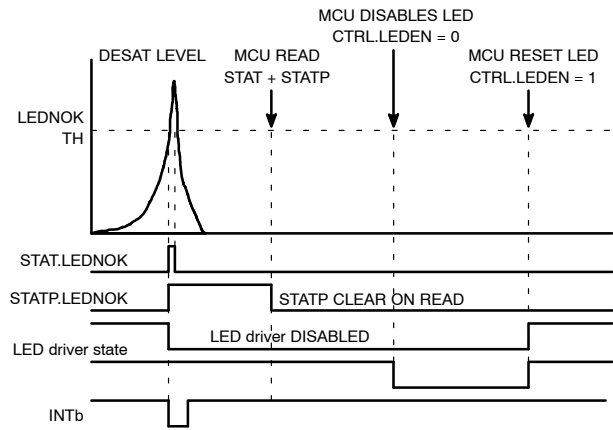 MCU DISABLES LED
CTRL.LEDEN = 0
DESAT LEVEL
MCU READ
STAT + STATP
MCU RESET LED
CTRL.LEDEN = 1
LEDNOK
TH
STAT.LEDNOK
STATP.LEDNOK
STATP CLEAR ON READ
LED driver DISABLED
LED driver state
INTb